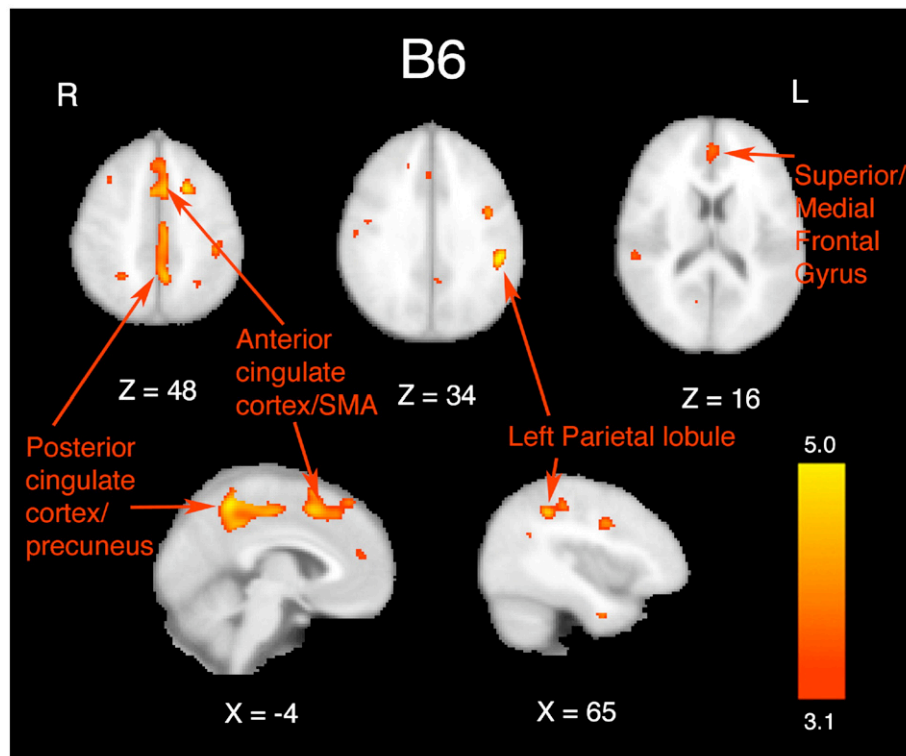 B6
R
L
Superior/
Medial
Frontal
Gyrus
Anterior
cingulate
cortex/SMA
Z = 48
Z = 34
Z = 16
Posterior
cingulate
cortex/
precuneus
Left Parietal lobule
5.0
3.1
X = -4
X = 65